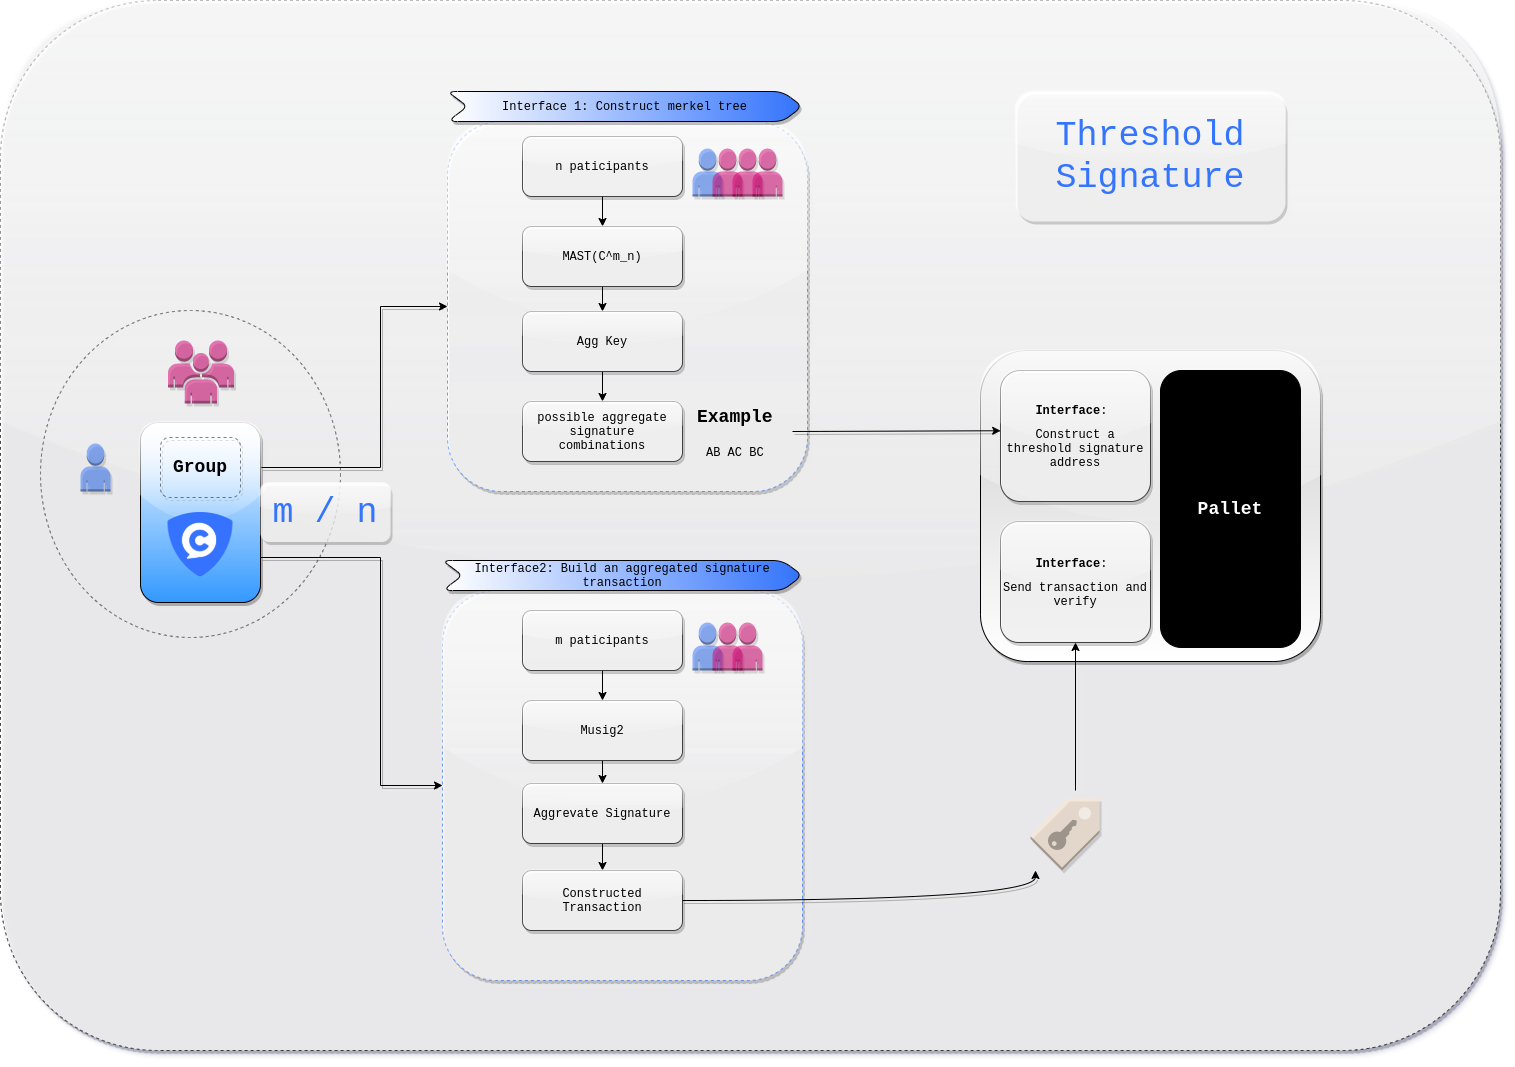 Interface 1: Construct merkel tree
Threshold
Signature
n paticipants
MAST(C^m_n)
Agg Key
possible aggregate
signature
combinations
Example
AB AC BC
Group
m / n
Interface:
Construct a
threshold signature
address
Pallet
Interface:
Send transaction and
verify
Interface2: Build an aggregated signature
transaction
m paticipants
Musig2
Aggrevate Signature
Constructed
Transaction